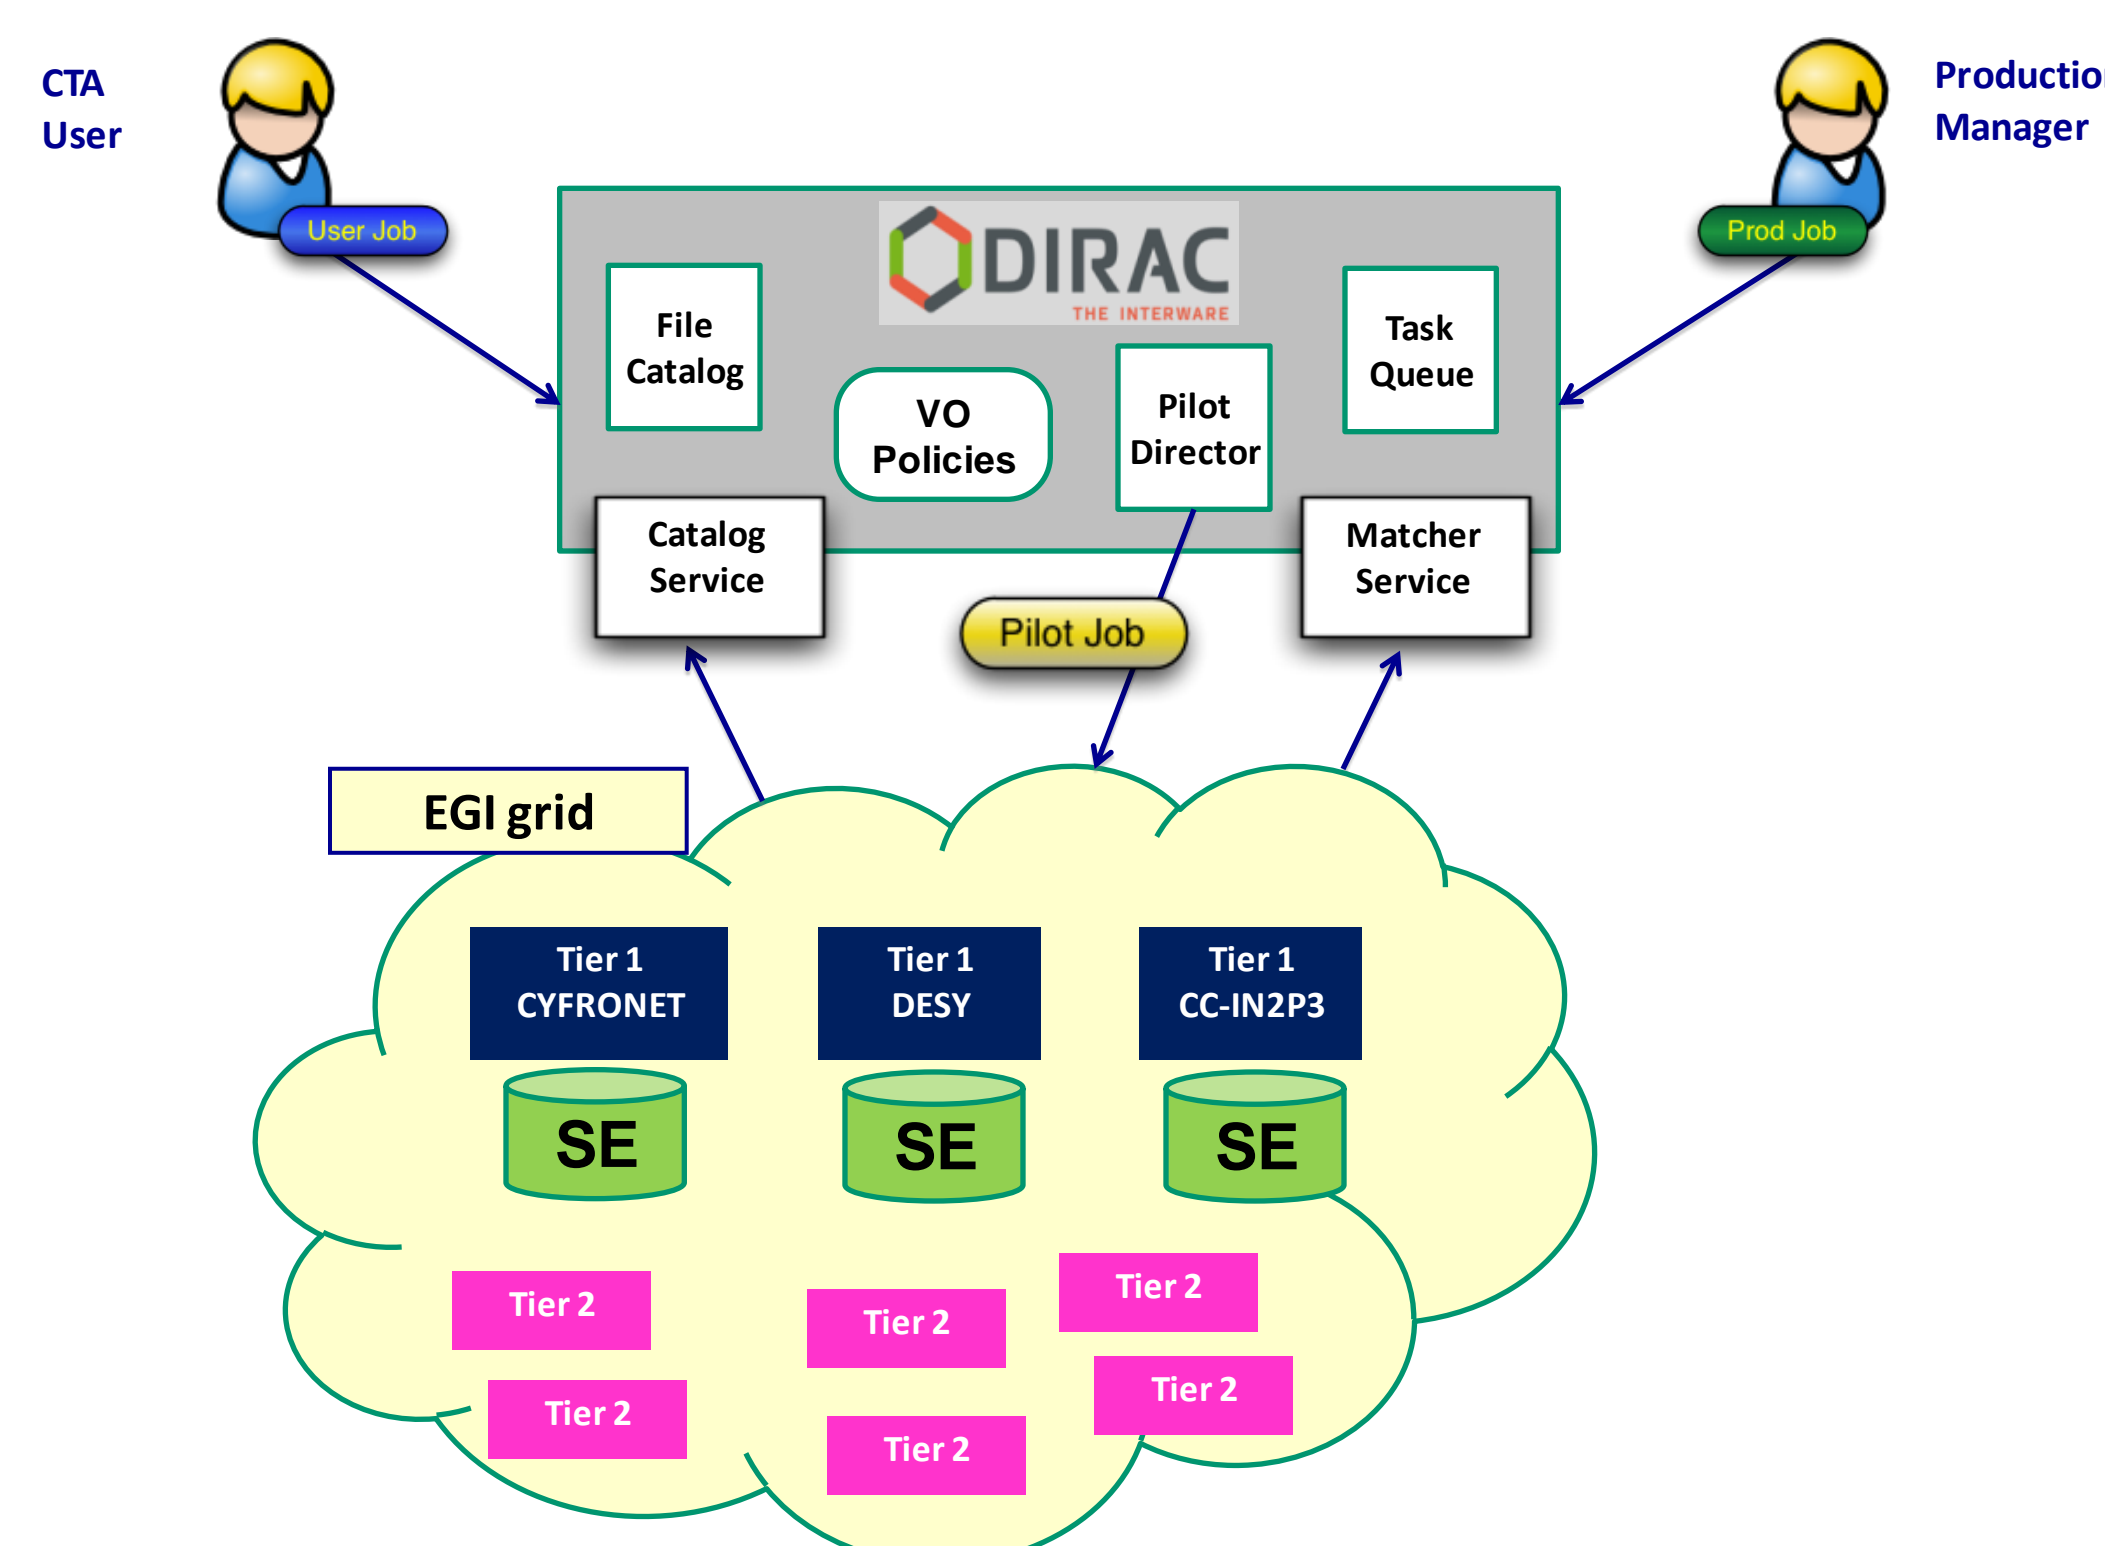 CTA
User
Productio
Manager
User Job
Prod Job
DIRAC
THE INTERWARE
File
Catalog
Task
Queue
VO
Policies
Pilot
Director
Catalog
Service
Matcher
Service
Pilot Job
EGI grid
Tier 1
CYFRONET
Tier 1
DESY
Tier 1
CC-IN2P3
SE
SE
SE
Tier 2
Tier 2
Tier 2
Tier 2
Tier 2
Tier 2